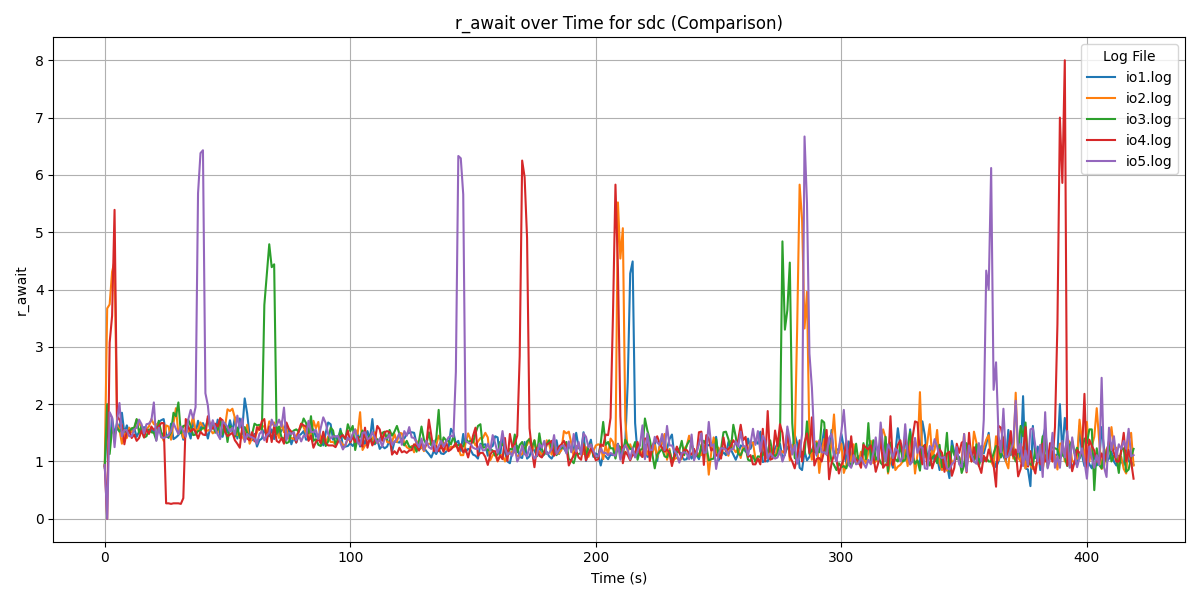 r_await over Time for sdc (Comparison)
r_await
8
7
6
5
4
3
2
1
0
0 100 200 300 400
Time (s)
Log File
io1.log
io2.log
io3.log
io4.log
io5.log